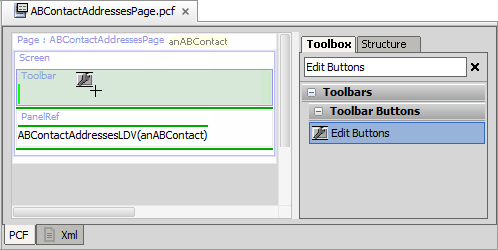 ABContactAddressesPage.pcf ×
Page : ABContactAddressesPage anABContact
Screen
Toolbar
PanelRef
ABContactAddressesLDV(anABContact)
Toolbox Structure
Edit Buttons
Toolbars
Toolbar Buttons
Edit Buttons
PCF Xml